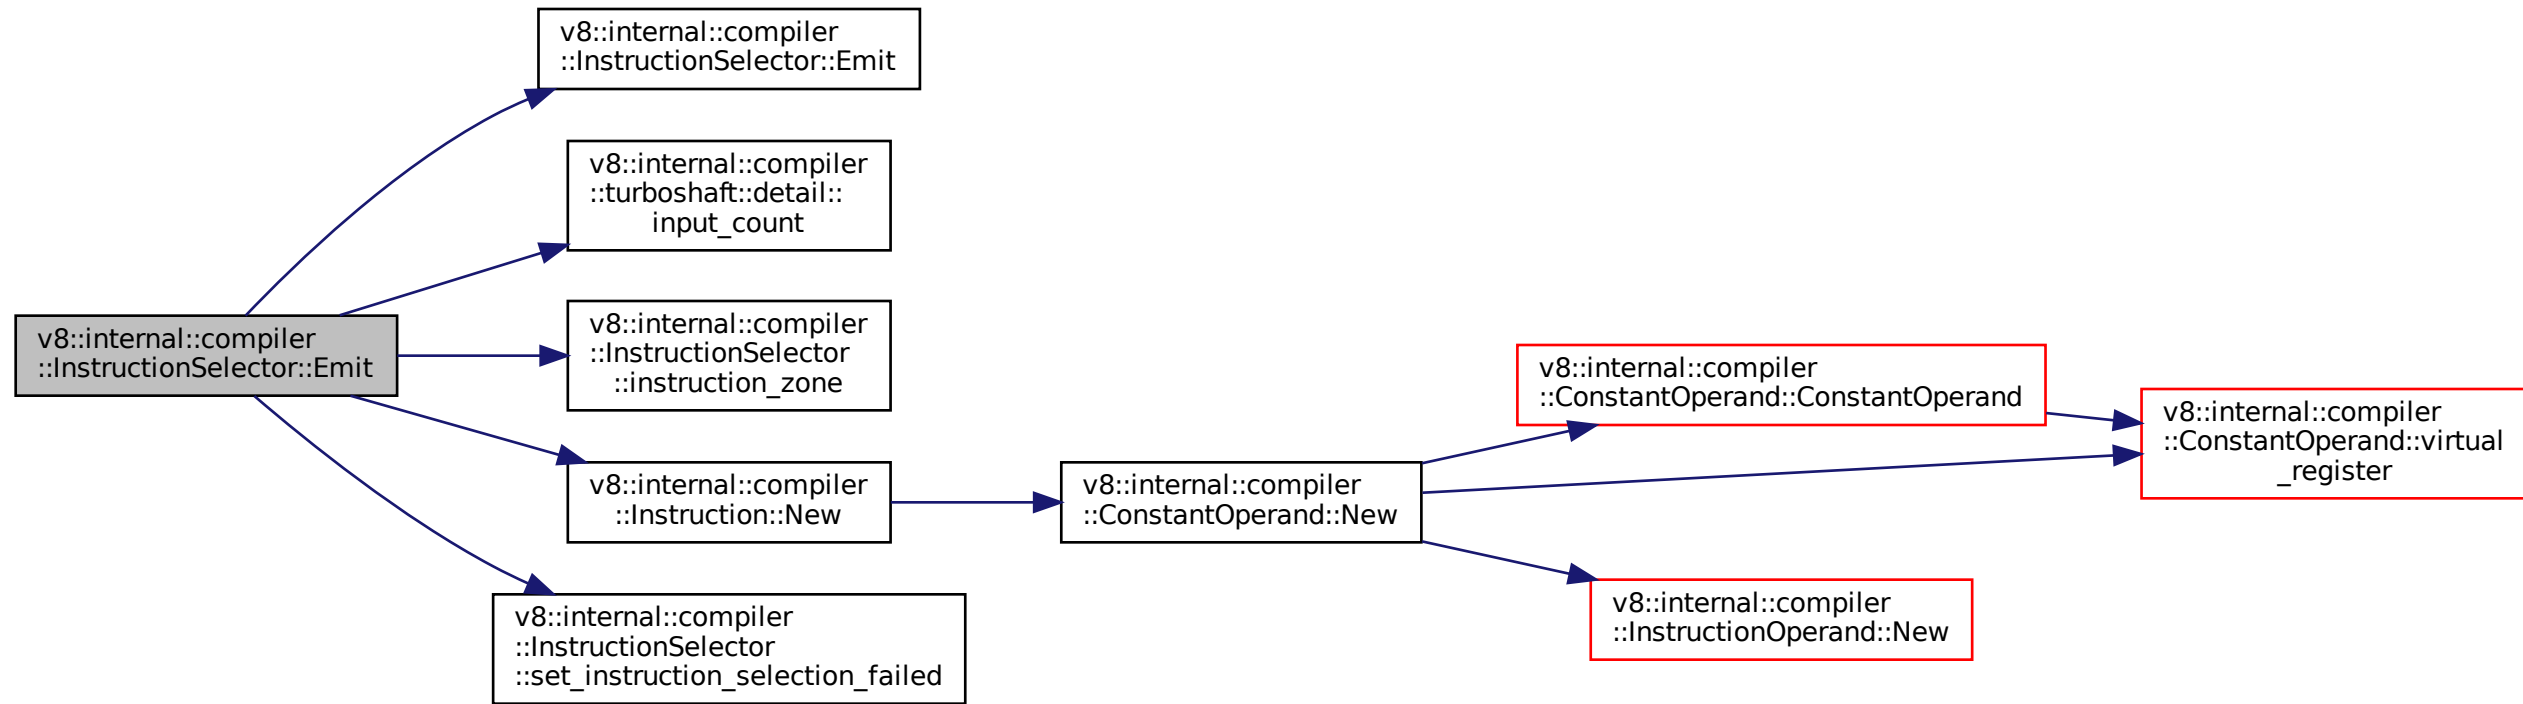 v8::internal::compiler
::InstructionSelector::Emit
v8::internal::compiler
::InstructionSelector::Emit
v8::internal::compiler
::turboshaft::detail::
input_count
v8::internal::compiler
::InstructionSelector
::instruction_zone
v8::internal::compiler
::Instruction::New
v8::internal::compiler
::InstructionSelector
::set_instruction_selection_failed
v8::internal::compiler
::ConstantOperand::New
v8::internal::compiler
::ConstantOperand::ConstantOperand
v8::internal::compiler
::ConstantOperand::virtual
_register
v8::internal::compiler
::InstructionOperand::New